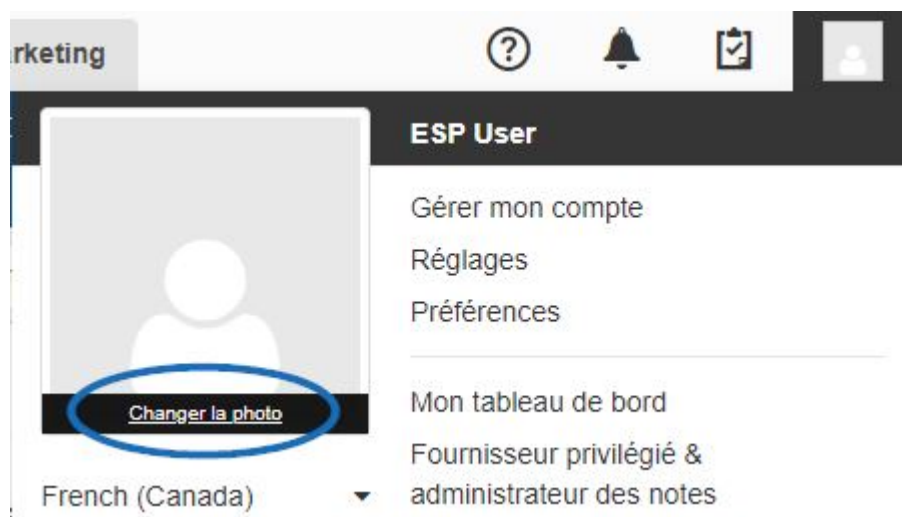 rketing
ESP User
Gérer mon compte
Réglages
Préférences
Changer la photo
Mon tableau de bord
Fournisseur privilégié &
administrateur des notes
French (Canada)